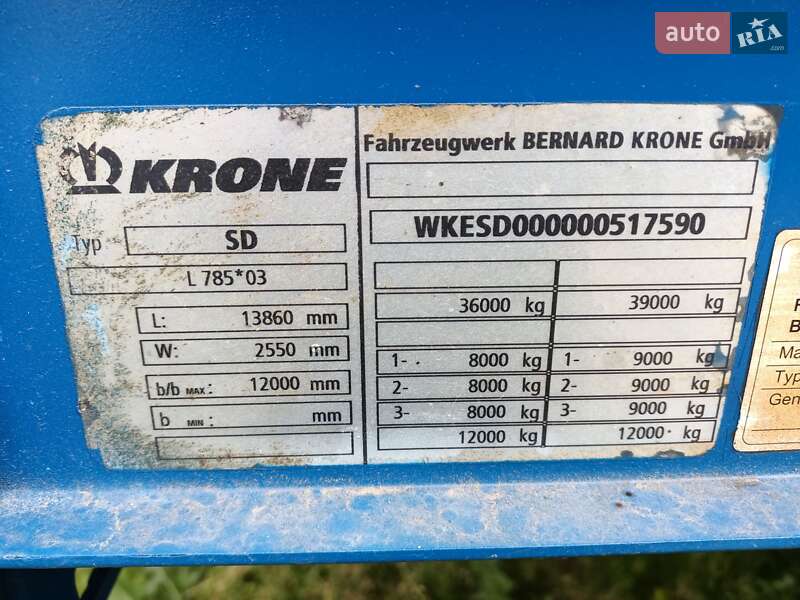 auto RIA.com
KRONE
Typ SD
L 785*03
L: 13860 mm
W: 2550 mm
b/b MAX: 12000 mm
b MIN: mm
Fahrzeugwerk BERNARD KRONE GmbH
WKESD000000517590
36000 kg 39000 kg
1- 8000 kg 1- 9000 kg
2- 8000 kg 2- 9000 kg
3- 8000 kg 3- 9000 kg
12000 kg 12000 kg
Typ